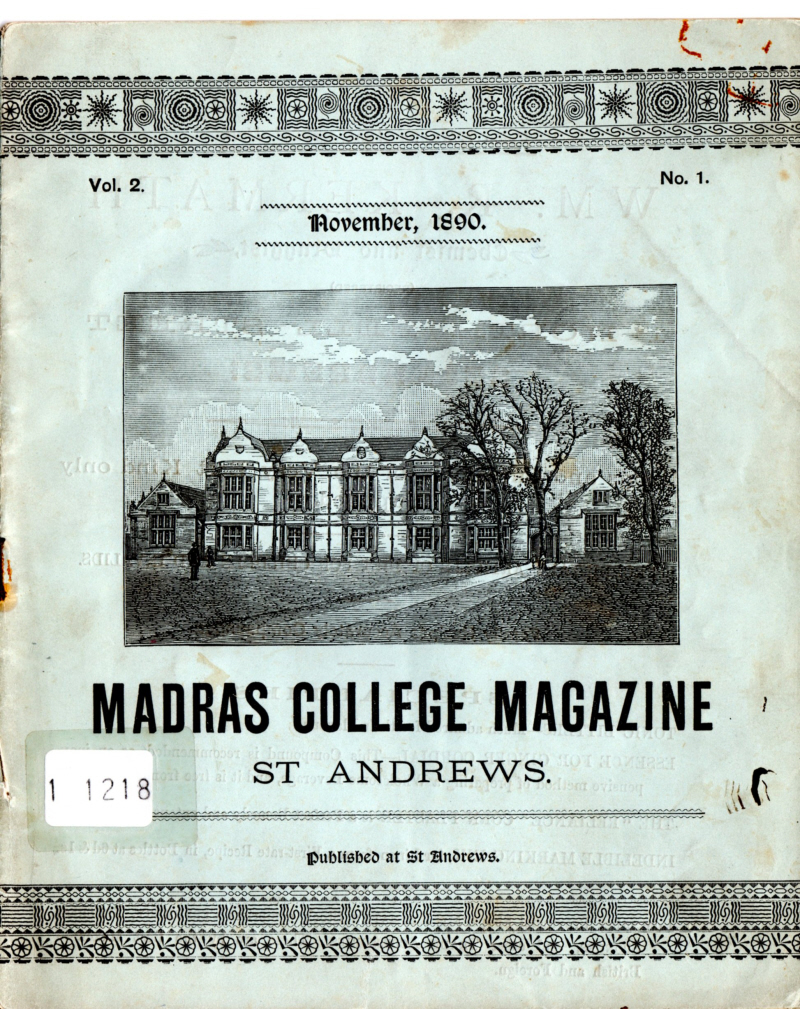 Vol. 2.
No. 1.
November, 1890.
MADRAS COLLEGE MAGAZINE
ST ANDREWS.
1 1218
Published at St Andrews.